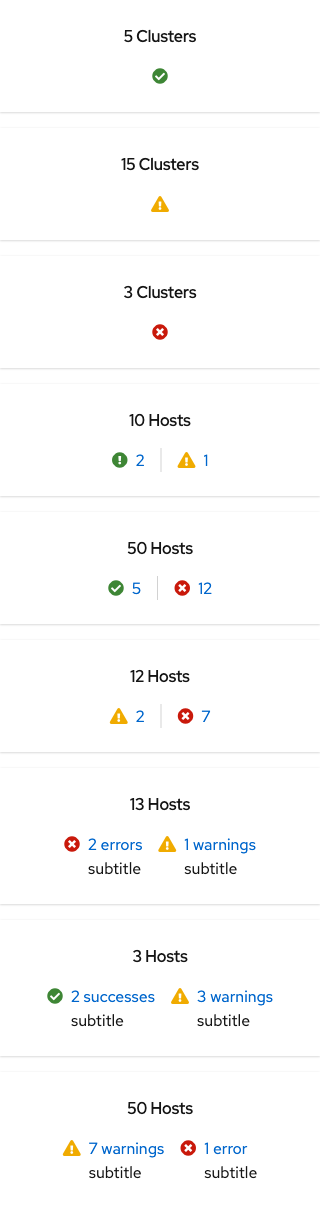 5 Clusters
15 Clusters
3 Clusters
10 Hosts
2 1
50 Hosts
5 12
12 Hosts
2 7
13 Hosts
2 errors 1 warnings
subtitle subtitle
3 Hosts
2 successes 3 warnings
subtitle subtitle
50 Hosts
7 warnings 1 error
subtitle subtitle